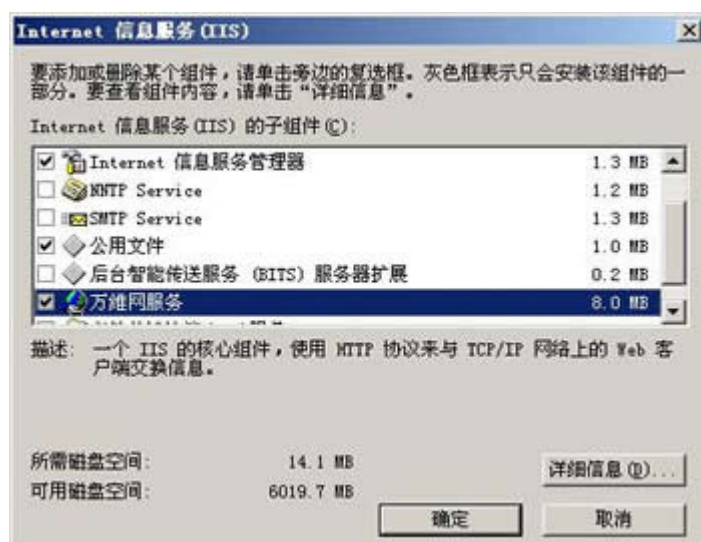 Internet 信息服务(IIS)
要添加或删除某个组件，请单击旁边的复选框。灰色框表示只会安装该组件的一
部分。要查看组件内容，请单击“详细信息”。
Internet 信息服务(IIS) 的子组件(C):
Internet 信息服务管理器 1.3 MB
NNTP Service 1.2 MB
SMTP Service 1.3 MB
公用文件 1.0 MB
后台智能传送服务 (BITS) 服务器扩展 0.2 MB
万维网服务 8.0 MB
描述: 一个 IIS 的核心组件，使用 HTTP 协议来与 TCP/IP 网络上的 Web 客
户端交换信息。
所需磁盘空间: 14.1 MB
可用磁盘空间: 6019.7 MB
详细信息(D)...
确定 取消